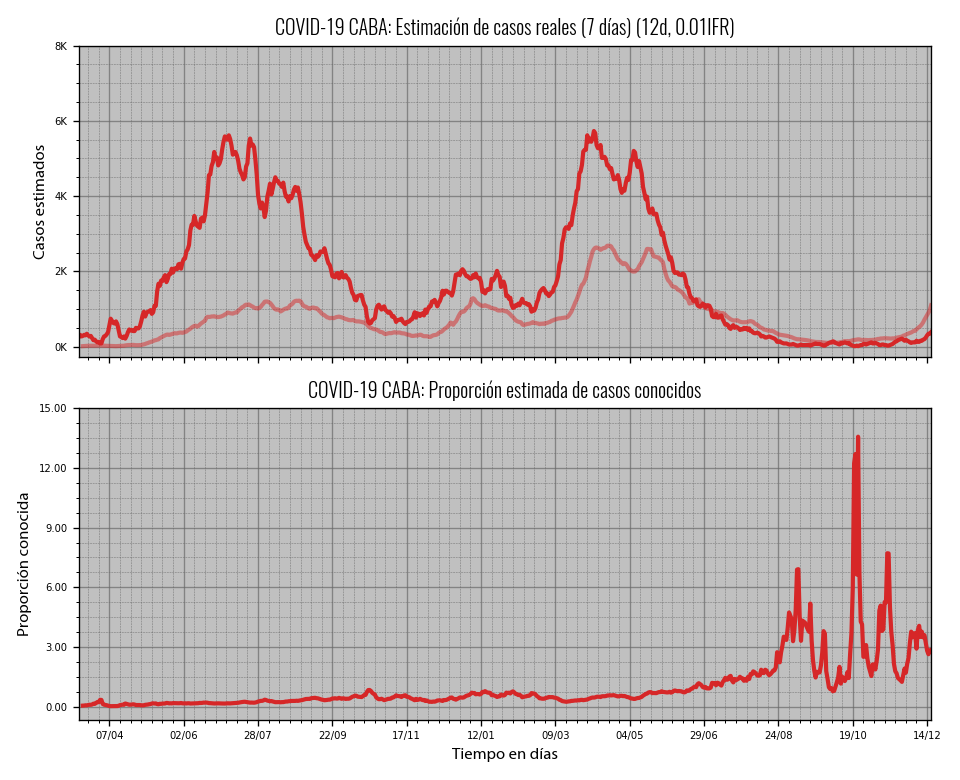 COVID-19 CABA: Estimación de casos reales (7 días) (12d, 0.01IFR)
8K
6K
4K
2K
0K
Casos estimados
COVID-19 CABA: Proporción estimada de casos conocidos
15.00
12.00
9.00
6.00
3.00
0.00
Proporción conocida
07/04 02/06 28/07 22/09 17/11 12/01 09/03 04/05 29/06 24/08 19/10 14/12
Tiempo en días